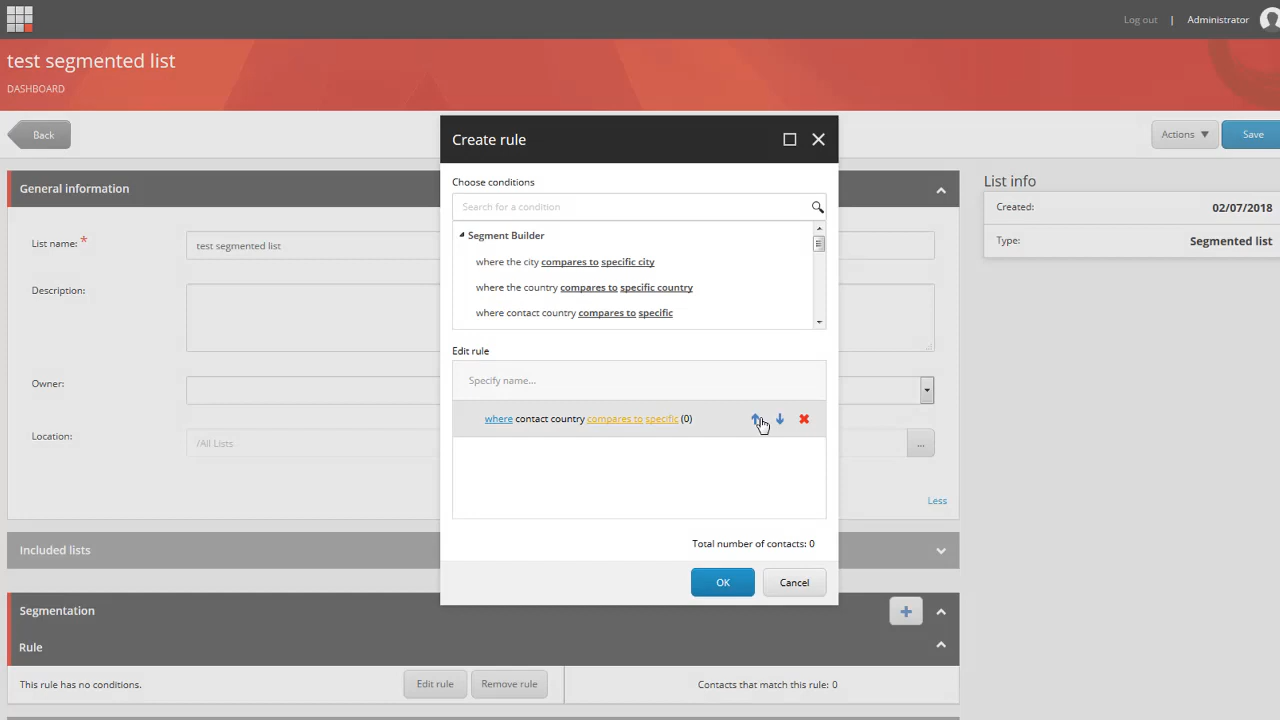 Log out | Administrator
test segmented list
DASHBOARD
Back
Actions
Save
General information
List name: *
test segmented list
Description:
Owner:
Location:
/All Lists
...
Less
Included lists
Segmentation
Rule
This rule has no conditions.
Edit rule
Remove rule
Contacts that match this rule: 0
List info
Created:
02/07/2018
Type:
Segmented list
Create rule
Choose conditions
Search for a condition
Segment Builder
where the city compares to specific city
where the country compares to specific country
where contact country compares to specific
Edit rule
Specify name...
where contact country compares to specific (0)
Total number of contacts: 0
OK
Cancel